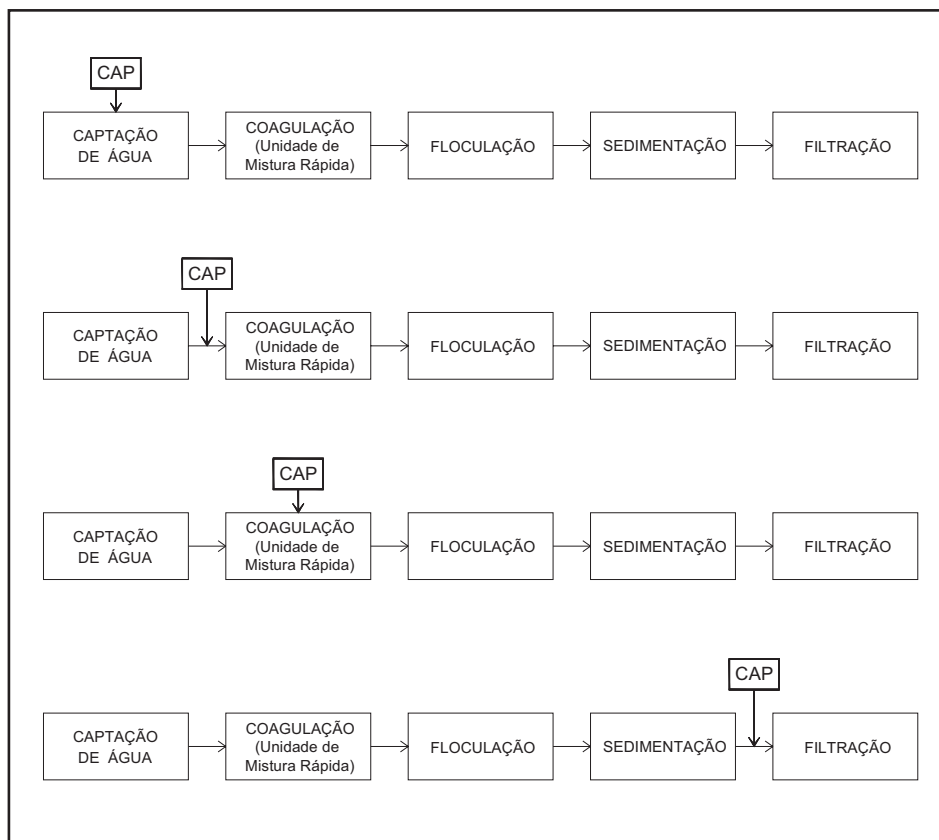 CAP
CAPTAÇÃO
DE ÁGUA
COAGULAÇÃO
(Unidade de
Mistura Rápida)
FLOCULAÇÃO
SEDIMENTAÇÃO
FILTRAÇÃO
CAP
CAPTAÇÃO
DE ÁGUA
COAGULAÇÃO
(Unidade de
Mistura Rápida)
FLOCULAÇÃO
SEDIMENTAÇÃO
FILTRAÇÃO
CAP
CAPTAÇÃO
DE ÁGUA
COAGULAÇÃO
(Unidade de
Mistura Rápida)
FLOCULAÇÃO
SEDIMENTAÇÃO
FILTRAÇÃO
CAP
CAPTAÇÃO
DE ÁGUA
COAGULAÇÃO
(Unidade de
Mistura Rápida)
FLOCULAÇÃO
SEDIMENTAÇÃO
FILTRAÇÃO